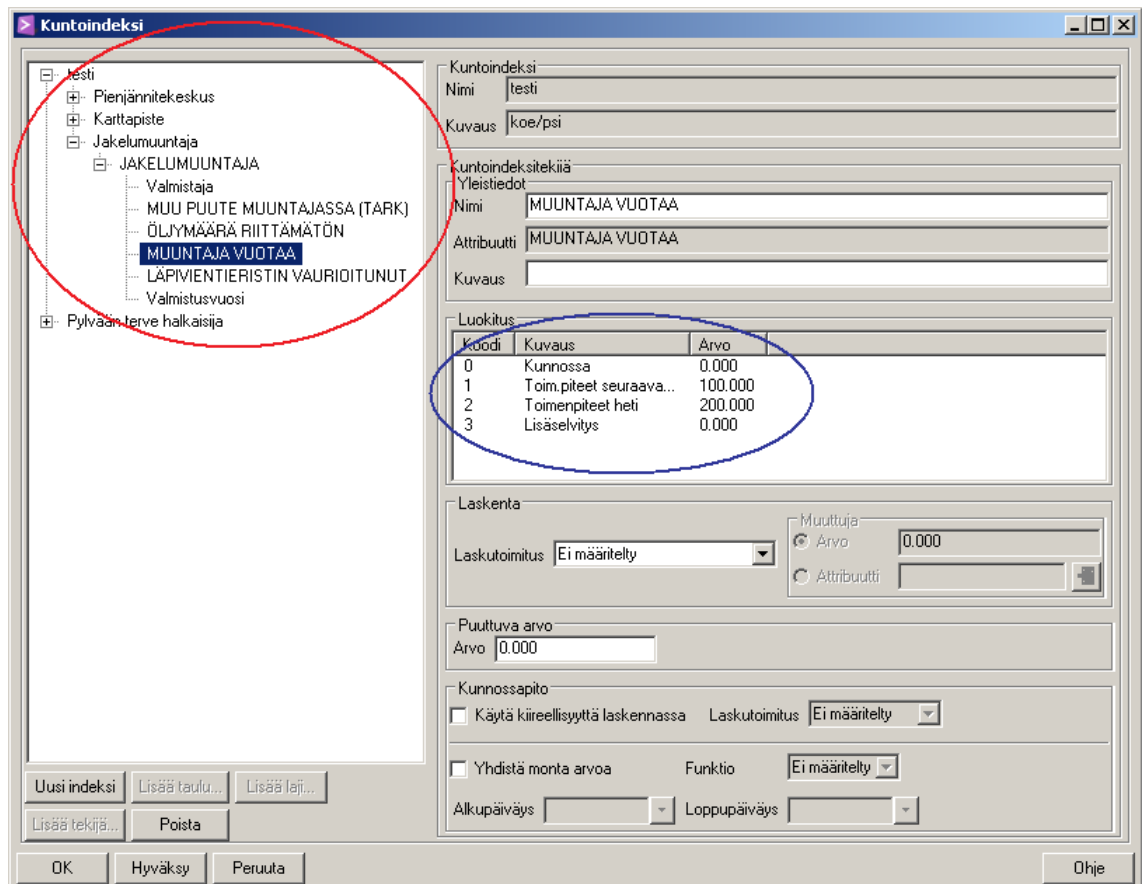 Kuntoindeksi
testi
Pienjännitekeskus
Karttapiste
Jakelumuuntaja
JAKELUMUUNTAJA
Valmistaja
MUU PUUTE MUUNTAJASSA (TARK)
ÖLJYMÄÄRÄ RIITTÄMÄTÖN
MUUNTAJA VUOTAA
LÄPIVIENTIERISTIN VAURIOITUNUT
Valmistusvuosi
Pylvään terve halkaisija
Uusi indeksi Lisää taulu... Lisää laji...
Lisää tekijä... Poista
Kuntoindeksi
Nimi testi
Kuvaus koe/psi
Kuntoindeksitekijä
Yleistiedot
Nimi MUUNTAJA VUOTAA
Attribuutti MUUNTAJA VUOTAA
Kuvaus
Luokitus
Koodi Kuvaus Arvo
0 Kunnossa 0.000
1 Toim.piteet seuraava... 100.000
2 Toimenpiteet heti 200.000
3 Lisäselvitys 0.000
Laskenta
Laskutoimitus Ei määritelty
Muuttuja
Arvo 0.000
Attribuutti
Puuttuva arvo
Arvo 0.000
Kunnossapito
Käytä kiireellisyyttä laskennassa Laskutoimitus Ei määritelty
Yhdistä monta arvoa Funktio Ei määritelty
Alkupäiväys Loppupäiväys
OK Hyväksy Peruuta Ohje